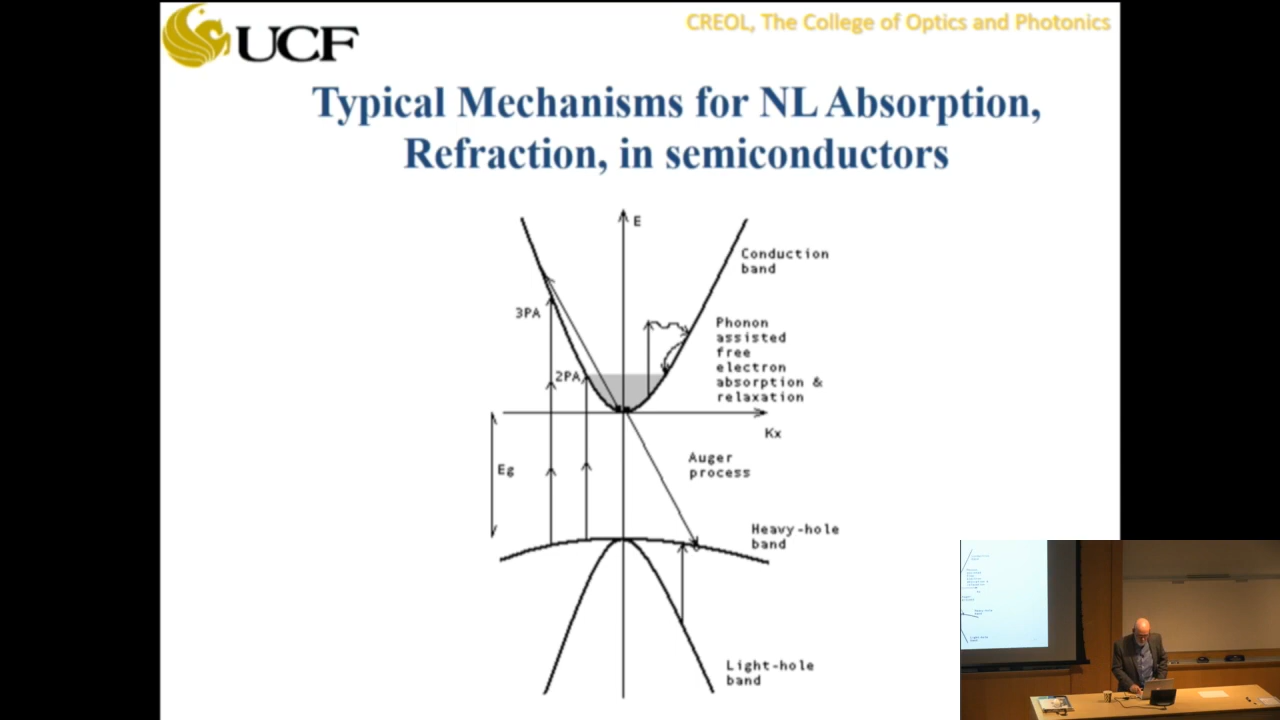 UCF
CREOL, The College of Optics and Photonics
Typical Mechanisms for NL Absorption,
Refraction, in semiconductors
E
Conduction
band
3PA
Phonon
assisted
free
electron
absorption &
relaxation
2PA
Kx
Eg
Auger
process
Heavy-hole
band
Light-hole
band